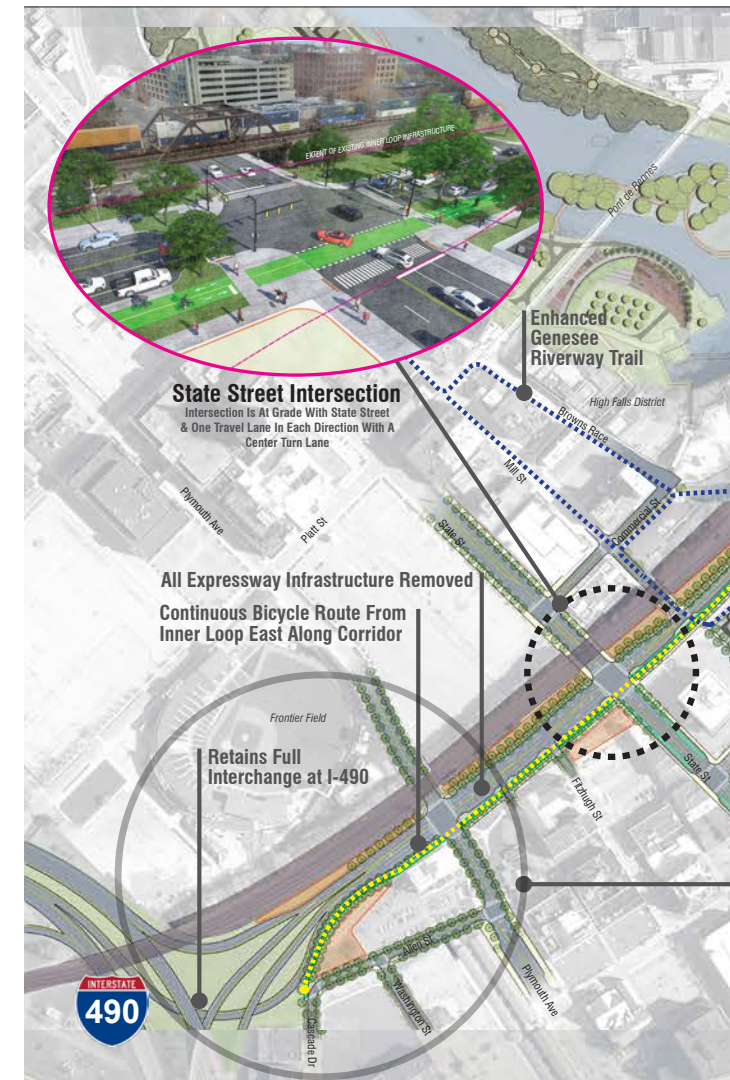 EXTENT OF EXISTING INNER LOOP INFRASTRUCTURE
Pont de Rennes
Enhanced
Genesee
Riverway Trail
State Street Intersection
Intersection Is At Grade With State Street
& One Travel Lane In Each Direction With A
Center Turn Lane
High Falls District
Browns Race
Mill St
Plymouth Ave
Platt St
State St
Commercial St
All Expressway Infrastructure Removed
Continuous Bicycle Route From
Inner Loop East Along Corridor
Frontier Field
Retains Full
Interchange at I-490
Fitzhugh St
State St
Allen St
Plymouth Ave
Washington St
Cascade Dr
INTERSTATE
490